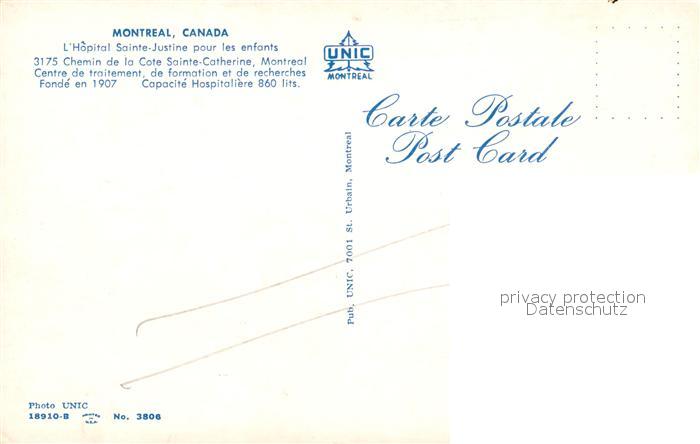 MONTREAL, CANADA
L'Hôpital Sainte-Justine pour les enfants
3175 Chemin de la Cote Sainte-Catherine, Montreal
Centre de traitement, de formation et de recherches
Fondé en 1907 Capacité Hospitalière 860 lits.
UNIC
MONTREAL
Carte Postale
Post Card
Pub. UNIC, 7001 St. Urbain, Montreal
privacy protection
Datenschutz
Photo UNIC
18910-B No. 3806